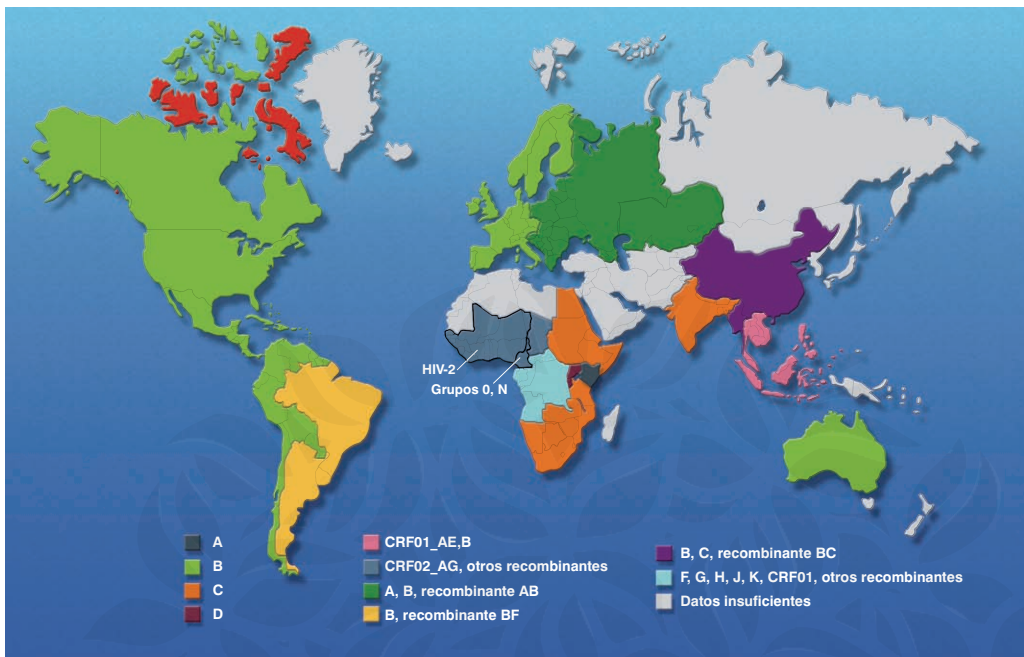 HIV-2
Grupos 0, N
A
B
C
D
CRF01_AE,B
CRF02_AG, otros recombinantes
A, B, recombinante AB
B, recombinante BF
B, C, recombinante BC
F, G, H, J, K, CRF01, otros recombinantes
Datos insuficientes